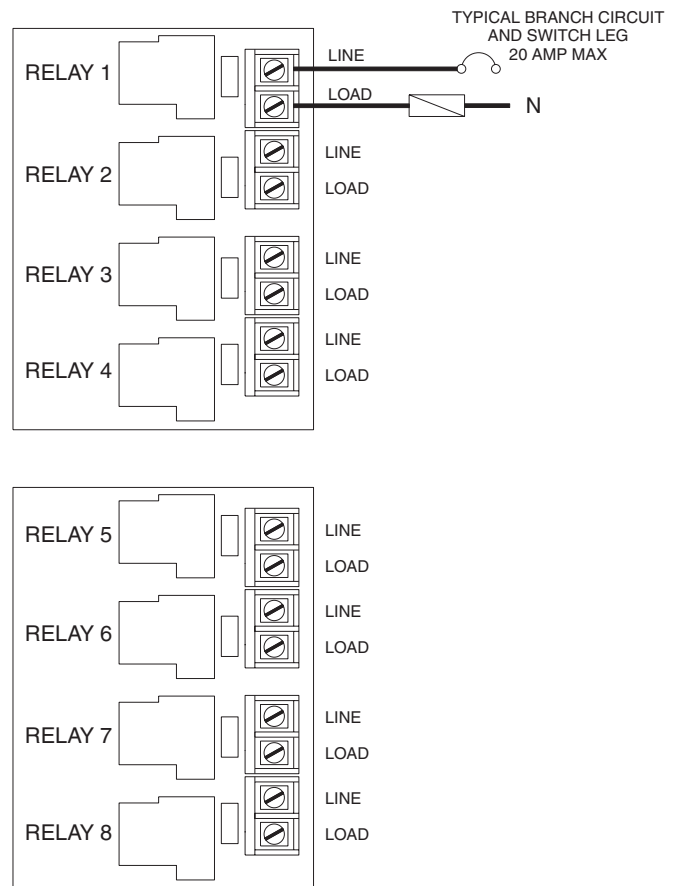 TYPICAL BRANCH CIRCUIT
AND SWITCH LEG
20 AMP MAX
RELAY 1
LINE
LOAD
N
RELAY 2
LINE
LOAD
RELAY 3
LINE
LOAD
RELAY 4
LINE
LOAD
RELAY 5
LINE
LOAD
RELAY 6
LINE
LOAD
RELAY 7
LINE
LOAD
RELAY 8
LINE
LOAD